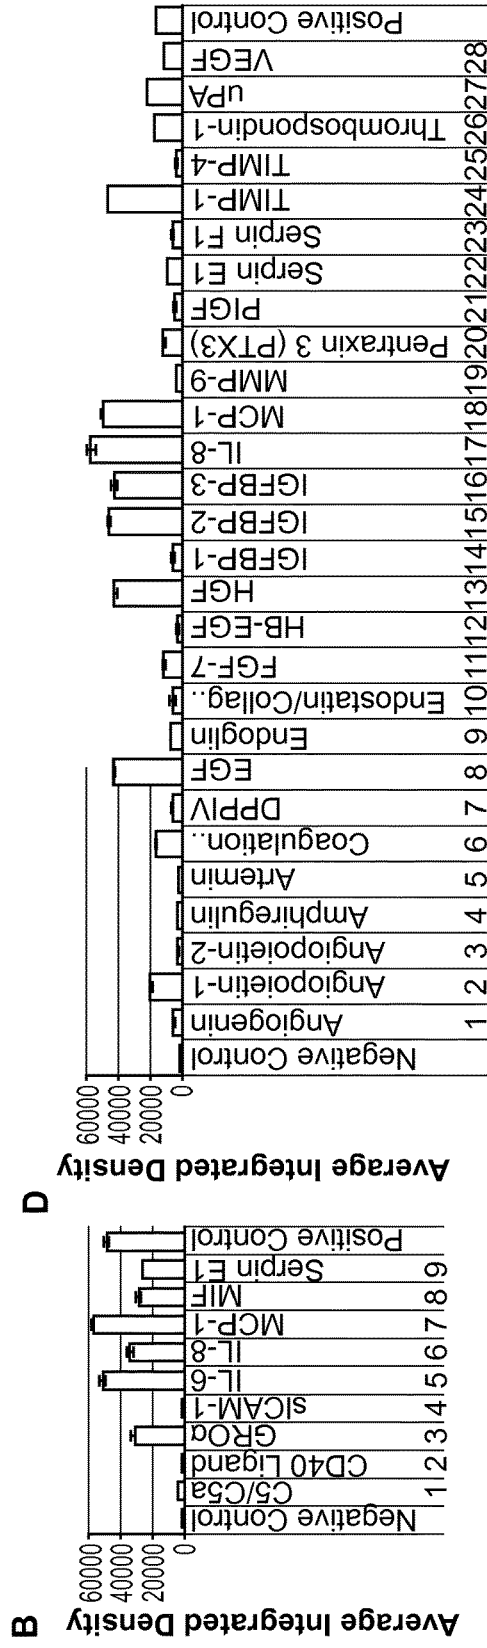 B
Average Integrated Density
60000
40000
20000
0
Negative Control
C5/C5a
CD40 Ligand
GROα
sICAM-1
IL-6
IL-8
MCP-1
MIF
Serpin E1
Positive Control
1 2 3 4 5 6 7 8 9
D
Average Integrated Density
60000
40000
20000
0
Negative Control
Angiogenin
Angiopoietin-1
Angiopoietin-2
Amphiregulin
Artemin
Coagulation..
DPPIV
EGF
Endoglin
Endostatin/Collag..
FGF-7
HB-EGF
HGF
IGFBP-1
IGFBP-2
IGFBP-3
IL-8
MCP-1
MMP-9
Pentraxin 3 (PTX3)
PlGF
Serpin E1
Serpin F1
TIMP-1
TIMP-4
Thrombospondin-1
uPA
VEGF
Positive Control
1 2 3 4 5 6 7 8 9 10 11 12 13 14 15 16 17 18 19 20 21 22 23 24 25 26 27 28